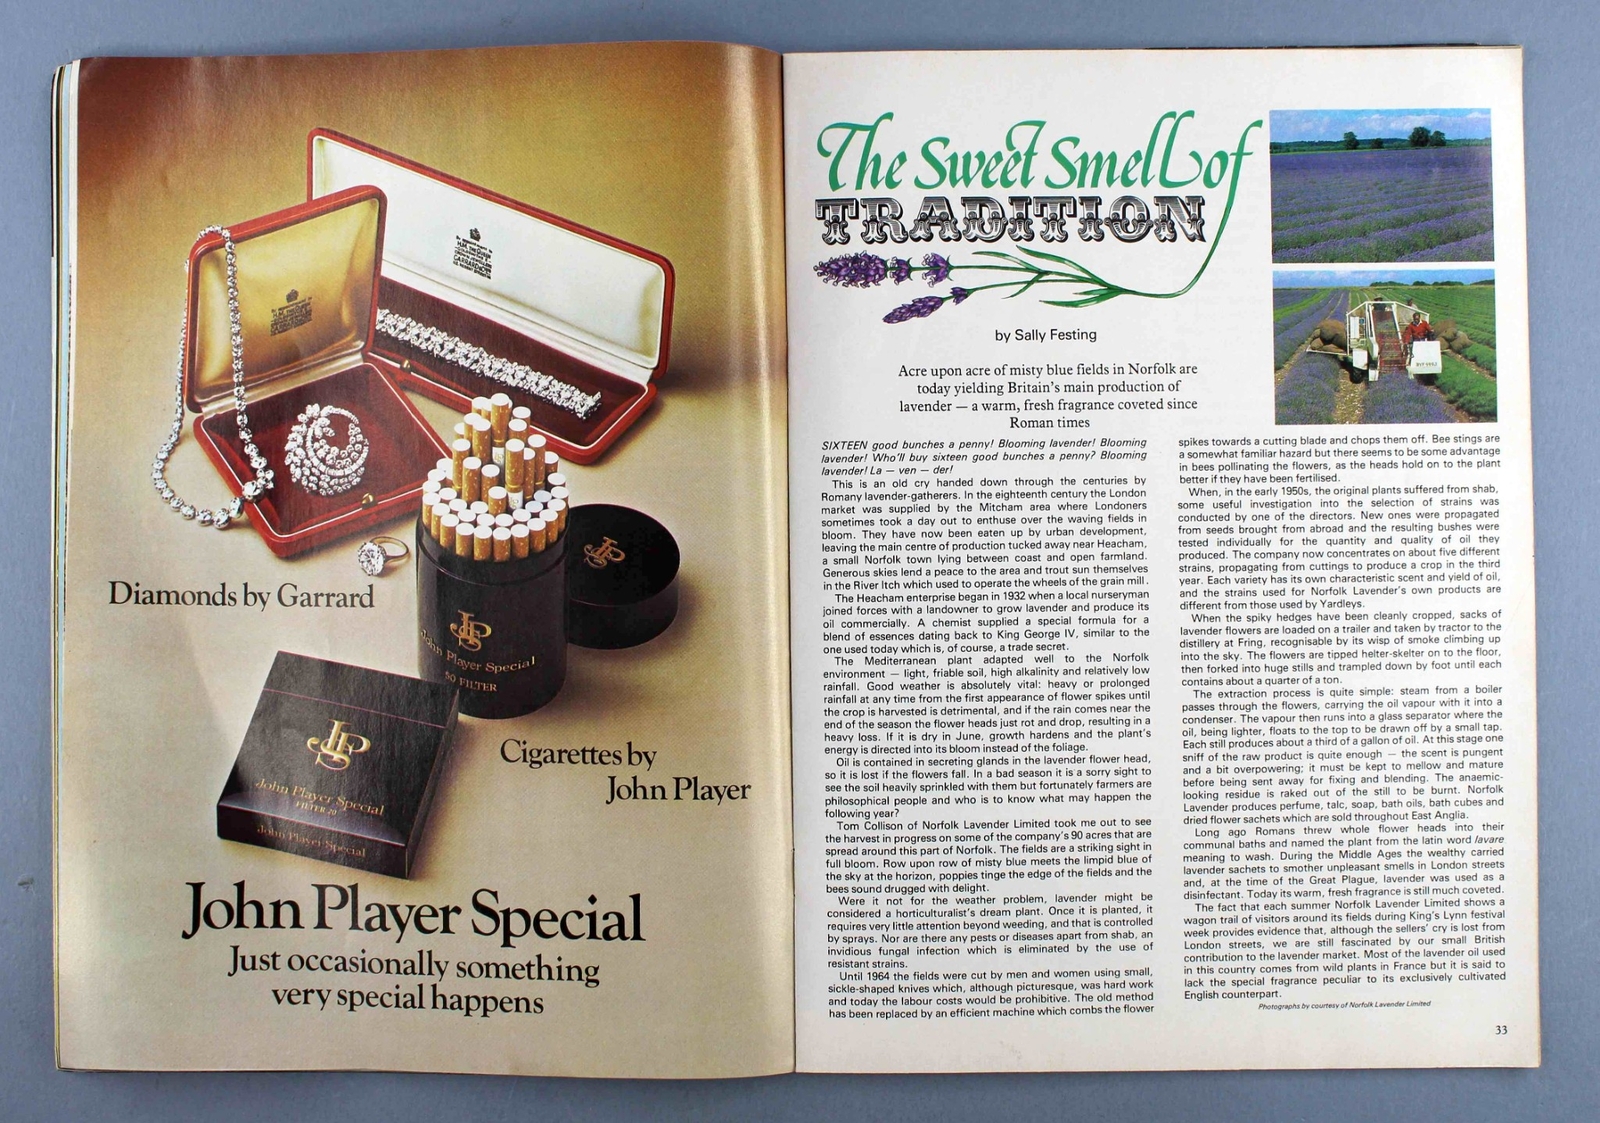 Diamonds by Garrard
JPS
JPS
John Player Special
50 FILTER
JPS
John Player Special
FILTER 20
John Player Special
Cigarettes by
John Player
John Player Special
Just occasionally something
very special happens
The Sweet Smell of
TRADITION
by Sally Festing
Acre upon acre of misty blue fields in Norfolk are
today yielding Britain's main production of
lavender — a warm, fresh fragrance coveted since
Roman times
SIXTEEN good bunches a penny! Blooming lavender! Blooming
lavender! Who'll buy sixteen good bunches a penny? Blooming
lavender! La — ven — der!
This is an old cry handed down through the centuries by
Romany lavender-gatherers. In the eighteenth century the London
market was supplied by the Mitcham area where Londoners
sometimes took a day out to enthuse over the waving fields in
bloom. They have now been eaten up by urban development,
leaving the main centre of production tucked away near Heacham,
a small Norfolk town lying between coast and open farmland.
Generous skies lend a peace to the area and trout sun themselves
in the River Itch which used to operate the wheels of the grain mill.
The Heacham enterprise began in 1932 when a local nurseryman
joined forces with a landowner to grow lavender and produce its
oil commercially. A chemist supplied a special formula for a
blend of essences dating back to King George IV, similar to the
one used today which is, of course, a trade secret.
The Mediterranean plant adapted well to the Norfolk
environment — light, friable soil, high alkalinity and relatively low
rainfall. Good weather is absolutely vital: heavy or prolonged
rainfall at any time from the first appearance of flower spikes until
the crop is harvested is detrimental, and if the rain comes near the
end of the season the flower heads just rot and drop, resulting in a
heavy loss. If it is dry in June, growth hardens and the plant's
energy is directed into its bloom instead of the foliage.
Oil is contained in secreting glands in the lavender flower head,
so it is lost if the flowers fall. In a bad season it is a sorry sight to
see the soil heavily sprinkled with them but fortunately farmers are
philosophical people and who is to know what may happen the
following year?
Tom Collison of Norfolk Lavender Limited took me out to see
the harvest in progress on some of the company's 90 acres that are
spread around this part of Norfolk. The fields are a striking sight in
full bloom. Row upon row of misty blue meets the limpid blue of
the sky at the horizon, poppies tinge the edge of the fields and the
bees sound drugged with delight.
Were it not for the weather problem, lavender might be
considered a horticulturalist's dream plant. Once it is planted, it
requires very little attention beyond weeding, and that is controlled
by sprays. Nor are there any pests or diseases apart from shab, an
invidious fungal infection which is eliminated by the use of
resistant strains.
Until 1964 the fields were cut by men and women using small,
sickle-shaped knives which, although picturesque, was hard work
and today the labour costs would be prohibitive. The old method
has been replaced by an efficient machine which combs the flower
spikes towards a cutting blade and chops them off. Bee stings are
a somewhat familiar hazard but there seems to be some advantage
in bees pollinating the flowers, as the heads hold on to the plant
better if they have been fertilised.
When, in the early 1950s, the original plants suffered from shab,
some useful investigation into the selection of strains was
conducted by one of the directors. New ones were propagated
from seeds brought from abroad and the resulting bushes were
tested individually for the quantity and quality of oil they
produced. The company now concentrates on about five different
strains, propagating from cuttings to produce a crop in the third
year. Each variety has its own characteristic scent and yield of oil,
and the strains used for Norfolk Lavender's own products are
different from those used by Yardleys.
When the spiky hedges have been cleanly cropped, sacks of
lavender flowers are loaded on a trailer and taken by tractor to the
distillery at Fring, recognisable by its wisp of smoke climbing up
into the sky. The flowers are tipped helter-skelter on to the floor,
then forked into huge stills and trampled down by foot until each
contains about a quarter of a ton.
The extraction process is quite simple: steam from a boiler
passes through the flowers, carrying the oil vapour with it into a
condenser. The vapour then runs into a glass separator where the
oil, being lighter, floats to the top to be drawn off by a small tap.
Each still produces about a third of a gallon of oil. At this stage one
sniff of the raw product is quite enough — the scent is pungent
and a bit overpowering; it must be kept to mellow and mature
before being sent away for fixing and blending. The anaemic-
looking residue is raked out of the still to be burnt. Norfolk
Lavender produces perfume, talc, soap, bath oils, bath cubes and
dried flower sachets which are sold throughout East Anglia.
Long ago Romans threw whole flower heads into their
communal baths and named the plant from the latin word lavare
meaning to wash. During the Middle Ages the wealthy carried
lavender sachets to smother unpleasant smells in London streets
and, at the time of the Great Plague, lavender was used as a
disinfectant. Today its warm, fresh fragrance is still much coveted.
The fact that each summer Norfolk Lavender Limited shows a
wagon trail of visitors around its fields during King's Lynn festival
week provides evidence that, although the sellers' cry is lost from
London streets, we are still fascinated by our small British
contribution to the lavender market. Most of the lavender oil used
in this country comes from wild plants in France but it is said to
lack the special fragrance peculiar to its exclusively cultivated
English counterpart.
Photographs by courtesy of Norfolk Lavender Limited
33